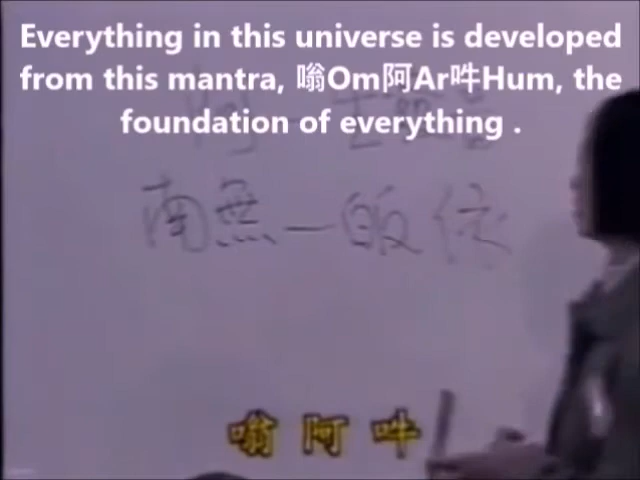 Everything in this universe is developed
from this mantra, 嗡Om阿Ar吽Hum, the
foundation of everything .
南無—皈依
嗡 阿 吽